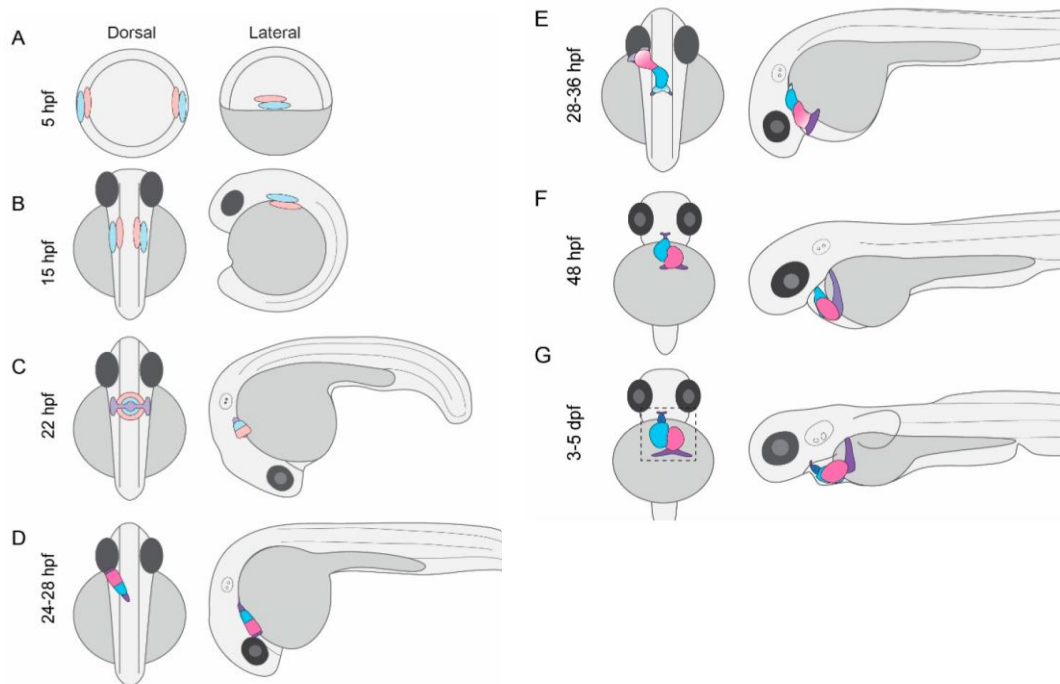 A
Dorsal
Lateral
5 hpf
B
15 hpf
C
22 hpf
D
24-28 hpf
E
28-36 hpf
F
48 hpf
G
3-5 dpf